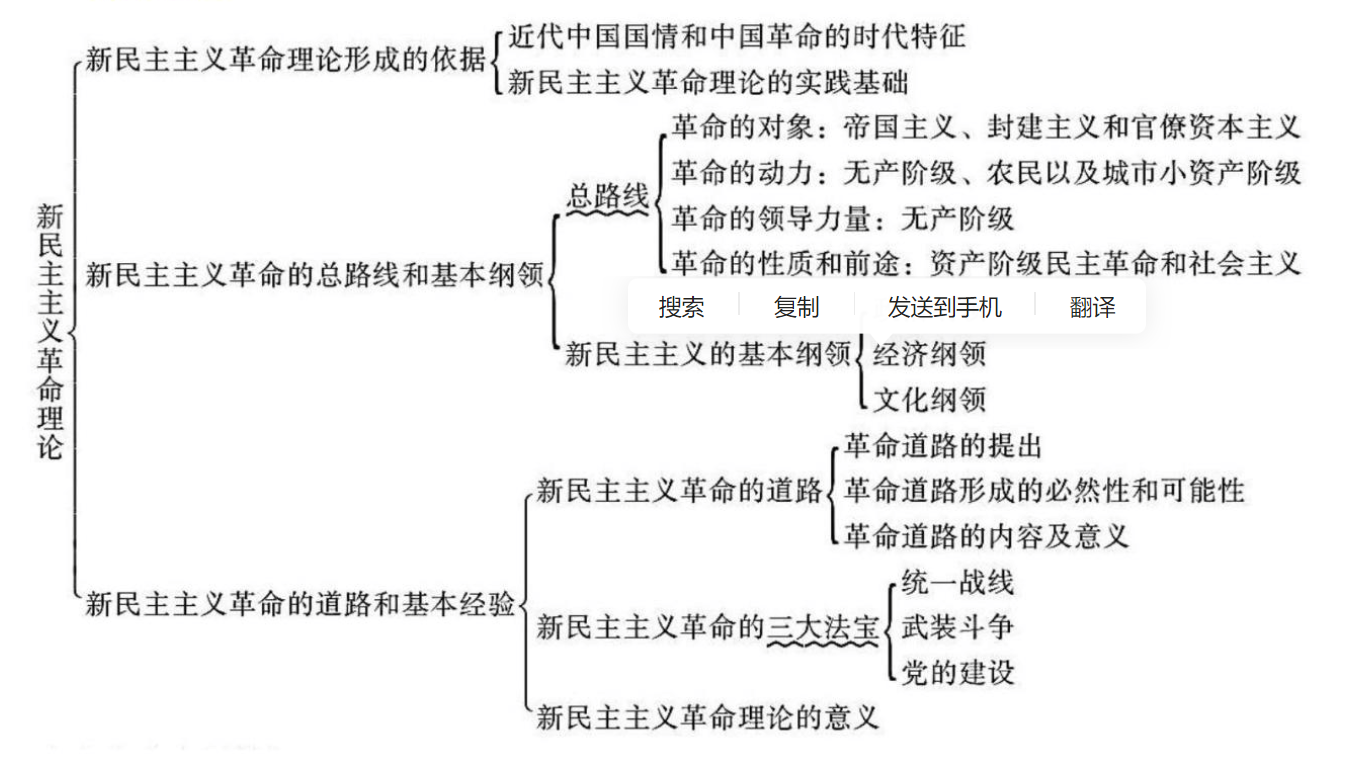 新民主主义革命理论
新民主主义革命理论形成的依据
近代中国国情和中国革命的时代特征
新民主主义革命理论的实践基础
新民主主义革命的总路线和基本纲领
总路线
革命的对象：帝国主义、封建主义和官僚资本主义
革命的动力：无产阶级、农民以及城市小资产阶级
革命的领导力量：无产阶级
革命的性质和前途：资产阶级民主革命和社会主义
搜索 复制 发送到手机 翻译
新民主主义的基本纲领
经济纲领
文化纲领
新民主主义革命的道路和基本经验
新民主主义革命的道路
革命道路的提出
革命道路形成的必然性和可能性
革命道路的内容及意义
新民主主义革命的三大法宝
统一战线
武装斗争
党的建设
新民主主义革命理论的意义